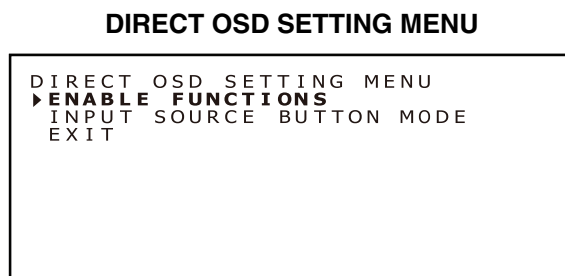 DIRECT OSD SETTING MENU
DIRECT OSD SETTING MENU
ENABLE FUNCTIONS
INPUT SOURCE BUTTON MODE
EXIT